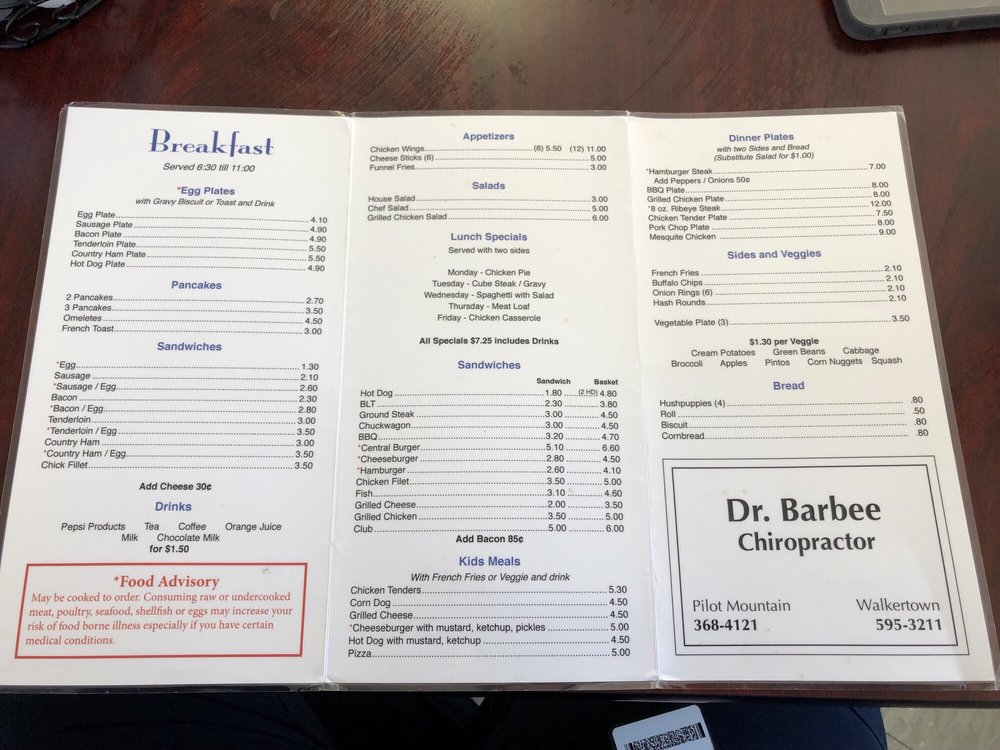 Breakfast
Served 6:30 till 11:00
*Egg Plates
with Gravy Biscuit or Toast and Drink
Egg Plate 4.10
Sausage Plate 4.90
Bacon Plate 4.90
Tenderloin Plate 5.50
Country Ham Plate 5.50
Hot Dog Plate 4.90
Pancakes
2 Pancakes 2.70
3 Pancakes 3.50
Omeletes 4.50
French Toast 3.00
Sandwiches
*Egg 1.30
Sausage 2.10
*Sausage / Egg 2.60
Bacon 2.30
*Bacon / Egg 2.80
Tenderloin 3.00
*Tenderloin / Egg 3.50
Country Ham 3.00
*Country Ham / Egg 3.50
Chick Fillet 3.50
Add Cheese 30¢
Drinks
Pepsi Products Tea Coffee Orange Juice
Milk Chocolate Milk
for $1.50
*Food Advisory
May be cooked to order. Consuming raw or undercooked
meat, poultry, seafood, shellfish or eggs may increase your
risk of food borne illness especially if you have certain
medical conditions.
Appetizers
Chicken Wings (6) 5.50 (12) 11.00
Cheese Sticks (6) 5.00
Funnel Fries 3.00
Salads
House Salad 3.00
Chef Salad 5.00
Grilled Chicken Salad 6.00
Lunch Specials
Served with two sides
Monday - Chicken Pie
Tuesday - Cube Steak / Gravy
Wednesday - Spaghetti with Salad
Thursday - Meat Loaf
Friday - Chicken Casserole
All Specials $7.25 includes Drinks
Sandwiches
Sandwich Basket
Hot Dog 1.80 (2 HD) 4.80
BLT 2.30 3.80
Ground Steak 3.00 4.50
Chuckwagon 3.00 4.50
BBQ 3.20 4.70
*Central Burger 5.10 6.60
*Cheeseburger 2.80 4.50
*Hamburger 2.60 4.10
Chicken Filet 3.50 5.00
Fish 3.10 4.60
Grilled Cheese 2.00 3.50
Grilled Chicken 3.50 5.00
Club 5.00 6.00
Add Bacon 85¢
Kids Meals
With French Fries or Veggie and drink
Chicken Tenders 5.30
Corn Dog 4.50
Grilled Cheese 4.50
*Cheeseburger with mustard, ketchup, pickles 5.00
Hot Dog with mustard, ketchup 4.50
Pizza 5.00
Dinner Plates
with two Sides and Bread
(Substitute Salad for $1.00)
*Hamburger Steak 7.00
Add Peppers / Onions 50¢
BBQ Plate 8.00
Grilled Chicken Plate 8.00
*8 oz. Ribeye Steak 12.00
Chicken Tender Plate 7.50
Pork Chop Plate 8.00
Mesquite Chicken 9.00
Sides and Veggies
French Fries 2.10
Buffalo Chips 2.10
Onion Rings (6) 2.10
Hash Rounds 2.10
Vegetable Plate (3) 3.50
$1.30 per Veggie
Cream Potatoes Green Beans Cabbage
Broccoli Apples Pintos Corn Nuggets Squash
Bread
Hushpuppies (4) .80
Roll .50
Biscuit .80
Cornbread .80
Dr. Barbee
Chiropractor
Pilot Mountain Walkertown
368-4121 595-3211